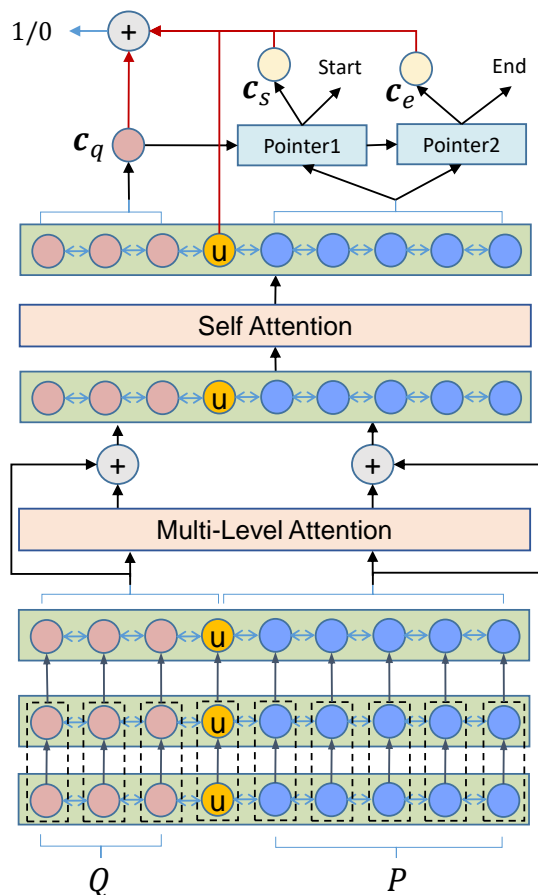 1/0 +
Start End
c_s c_e
c_q Pointer1 Pointer2
u
Self Attention
u
+ +
Multi-Level Attention
u
u
u
Q P